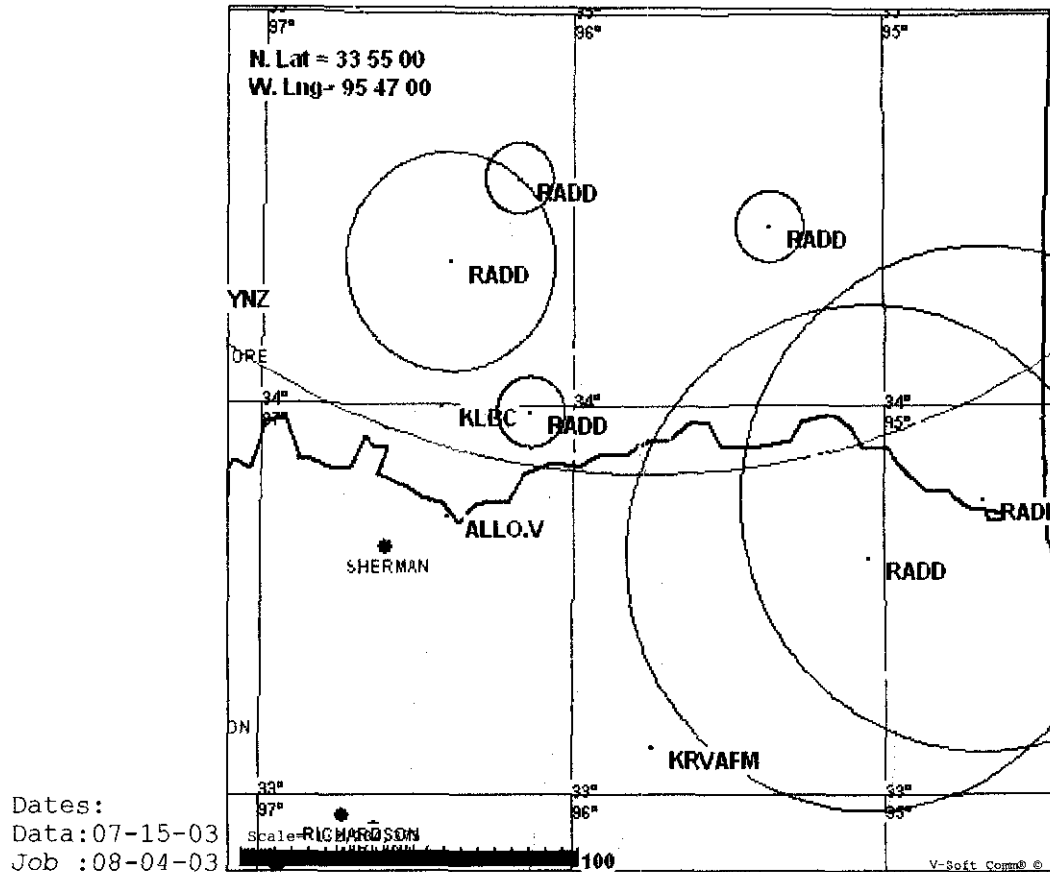 97° 96° 95°
N. Lat = 33 55 00
W. Lng= 95 47 00
RADD
RADD
RADD
YNZ
ORE
34° 34° 34°
97° 95°
KLBC RADD
ALLO.V
RADD
SHERMAN
RADD
ON
KRVAFM
33° 33° 33°
97° 96° 95°
Dates:
Data:07-15-03
RICHARDSON
Scale=
Job :08-04-03
100
V-Soft Comm® ©